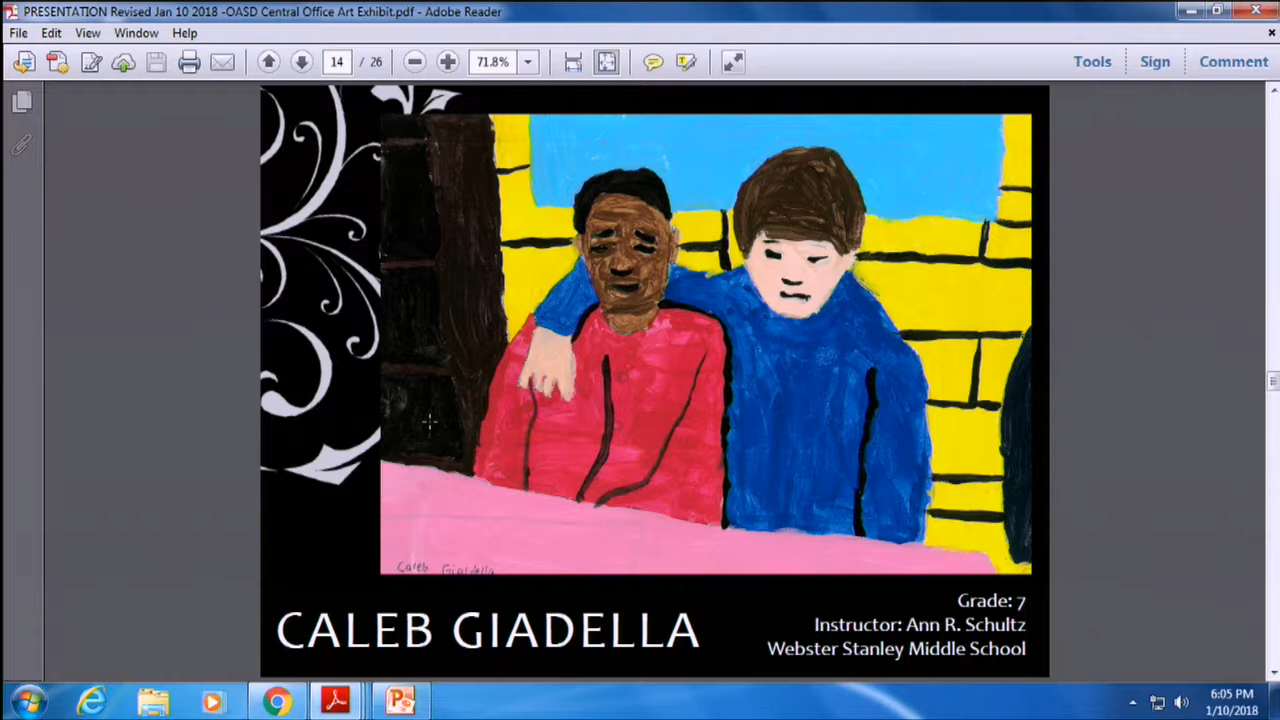 PRESENTATION Revised Jan 10 2018 -OASD Central Office Art Exhibit.pdf - Adobe Reader
File Edit View Window Help
14 / 26 71.8% Tools Sign Comment
Caleb Giadella
CALEB GIADELLA
Grade: 7
Instructor: Ann R. Schultz
Webster Stanley Middle School
6:05 PM
1/10/2018